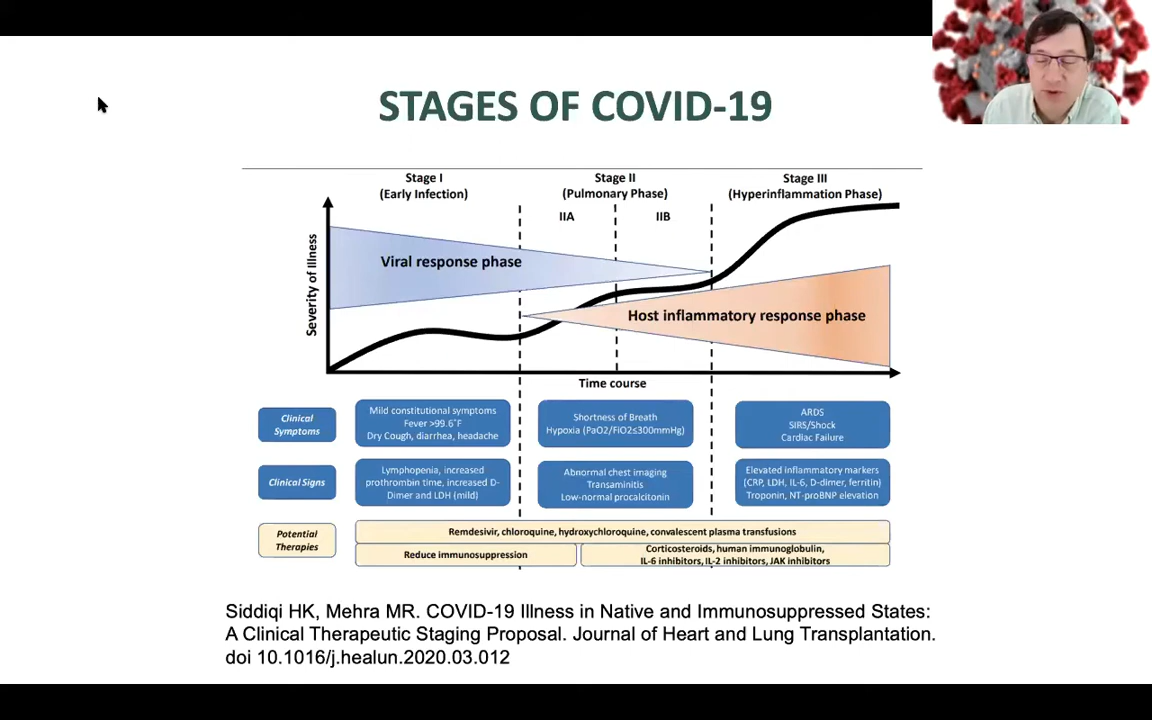 STAGES OF COVID-19
Stage I
(Early Infection)
Stage II
(Pulmonary Phase)
Stage III
(Hyperinflammation Phase)
IIA
IIB
Severity of Illness
Viral response phase
Host inflammatory response phase
Time course
Clinical
Symptoms
Mild constitutional symptoms
Fever >99.6°F
Dry Cough, diarrhea, headache
Shortness of Breath
Hypoxia (PaO2/FiO2≤300mmHg)
ARDS
SIRS/Shock
Cardiac Failure
Clinical Signs
Lymphopenia, increased
prothrombin time, increased D-
Dimer and LDH (mild)
Abnormal chest imaging
Transaminitis
Low-normal procalcitonin
Elevated inflammatory markers
(CRP, LDH, IL-6, D-dimer, ferritin)
Troponin, NT-proBNP elevation
Potential
Therapies
Remdesivir, chloroquine, hydroxychloroquine, convalescent plasma transfusions
Reduce immunosuppression
Corticosteroids, human immunoglobulin,
IL-6 inhibitors, IL-2 inhibitors, JAK inhibitors
Siddiqi HK, Mehra MR. COVID-19 Illness in Native and Immunosuppressed States:
A Clinical Therapeutic Staging Proposal. Journal of Heart and Lung Transplantation.
doi 10.1016/j.healun.2020.03.012